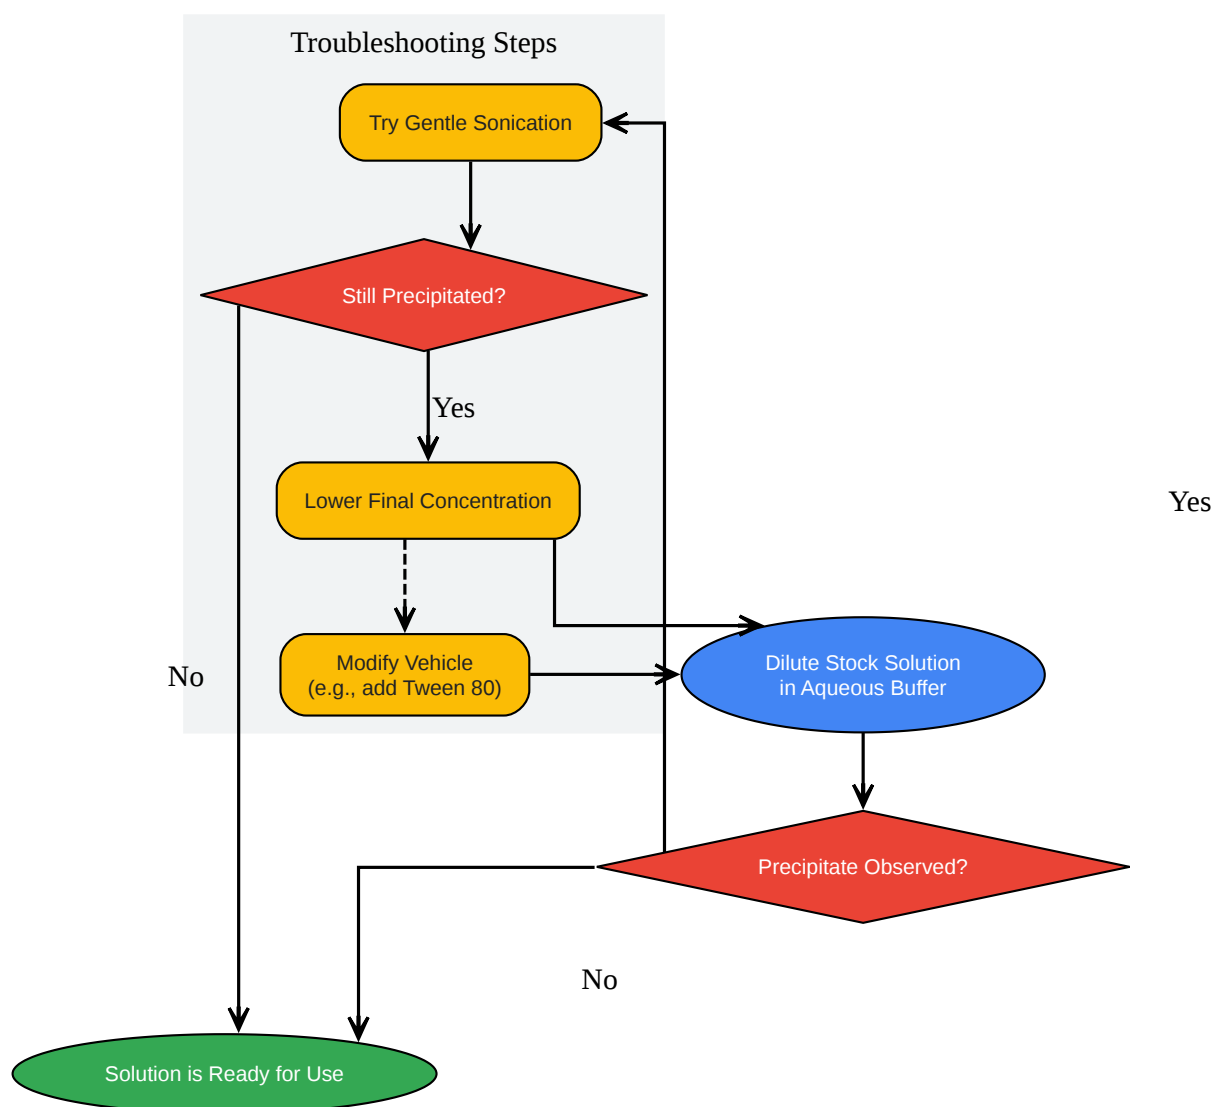 Troubleshooting Steps
Try Gentle Sonication
Still Precipitated?
Yes
Lower Final Concentration
Yes
Modify Vehicle
(e.g., add Tween 80)
No
Dilute Stock Solution
in Aqueous Buffer
Precipitate Observed?
No
Solution is Ready for Use